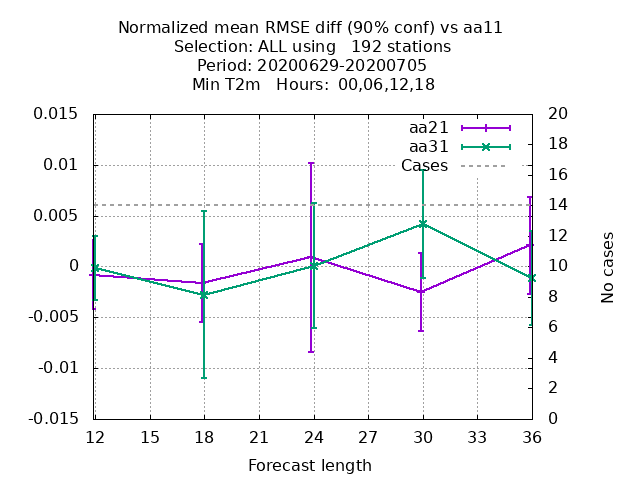 Normalized mean RMSE diff (90% conf) vs aa11
Selection: ALL using   192 stations
Period: 20200629-20200705
Min T2m   Hours:  00,06,12,18
aa21
aa31
Cases
0.015
0.01
0.005
0
-0.005
-0.01
-0.015
20
18
16
14
12
10
8
6
4
2
0
No cases
12 15 18 21 24 27 30 33 36
Forecast length